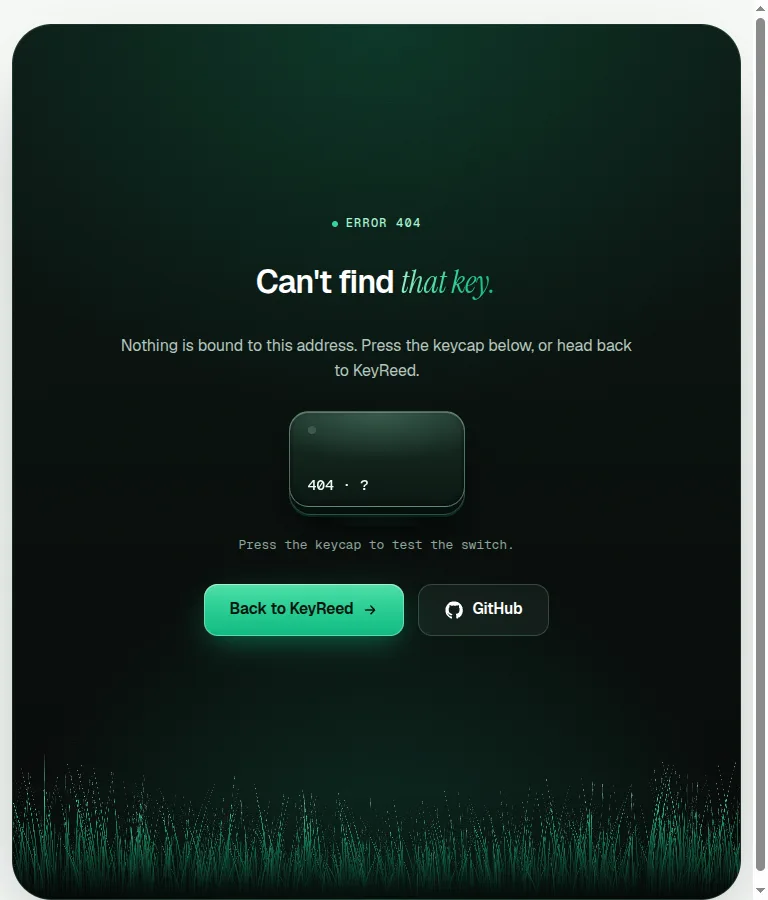 ERROR 404
Can't find that key.
Nothing is bound to this address. Press the keycap below, or head back
to KeyReed.
404 · ?
Press the keycap to test the switch.
Back to KeyReed →
GitHub